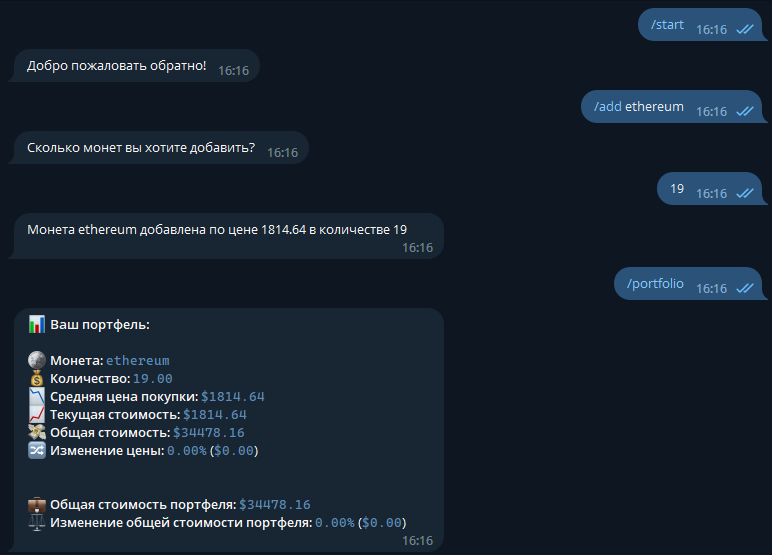 /start 16:16
Добро пожаловать обратно! 16:16
/add ethereum 16:16
Сколько монет вы хотите добавить? 16:16
19 16:16
Монета ethereum добавлена по цене 1814.64 в количестве 19
16:16
/portfolio 16:16
Ваш портфель:
Монета: ethereum
Количество: 19.00
Средняя цена покупки: $1814.64
Текущая стоимость: $1814.64
Общая стоимость: $34478.16
Изменение цены: 0.00% ($0.00)
Общая стоимость портфеля: $34478.16
Изменение общей стоимости портфеля: 0.00% ($0.00)
16:16